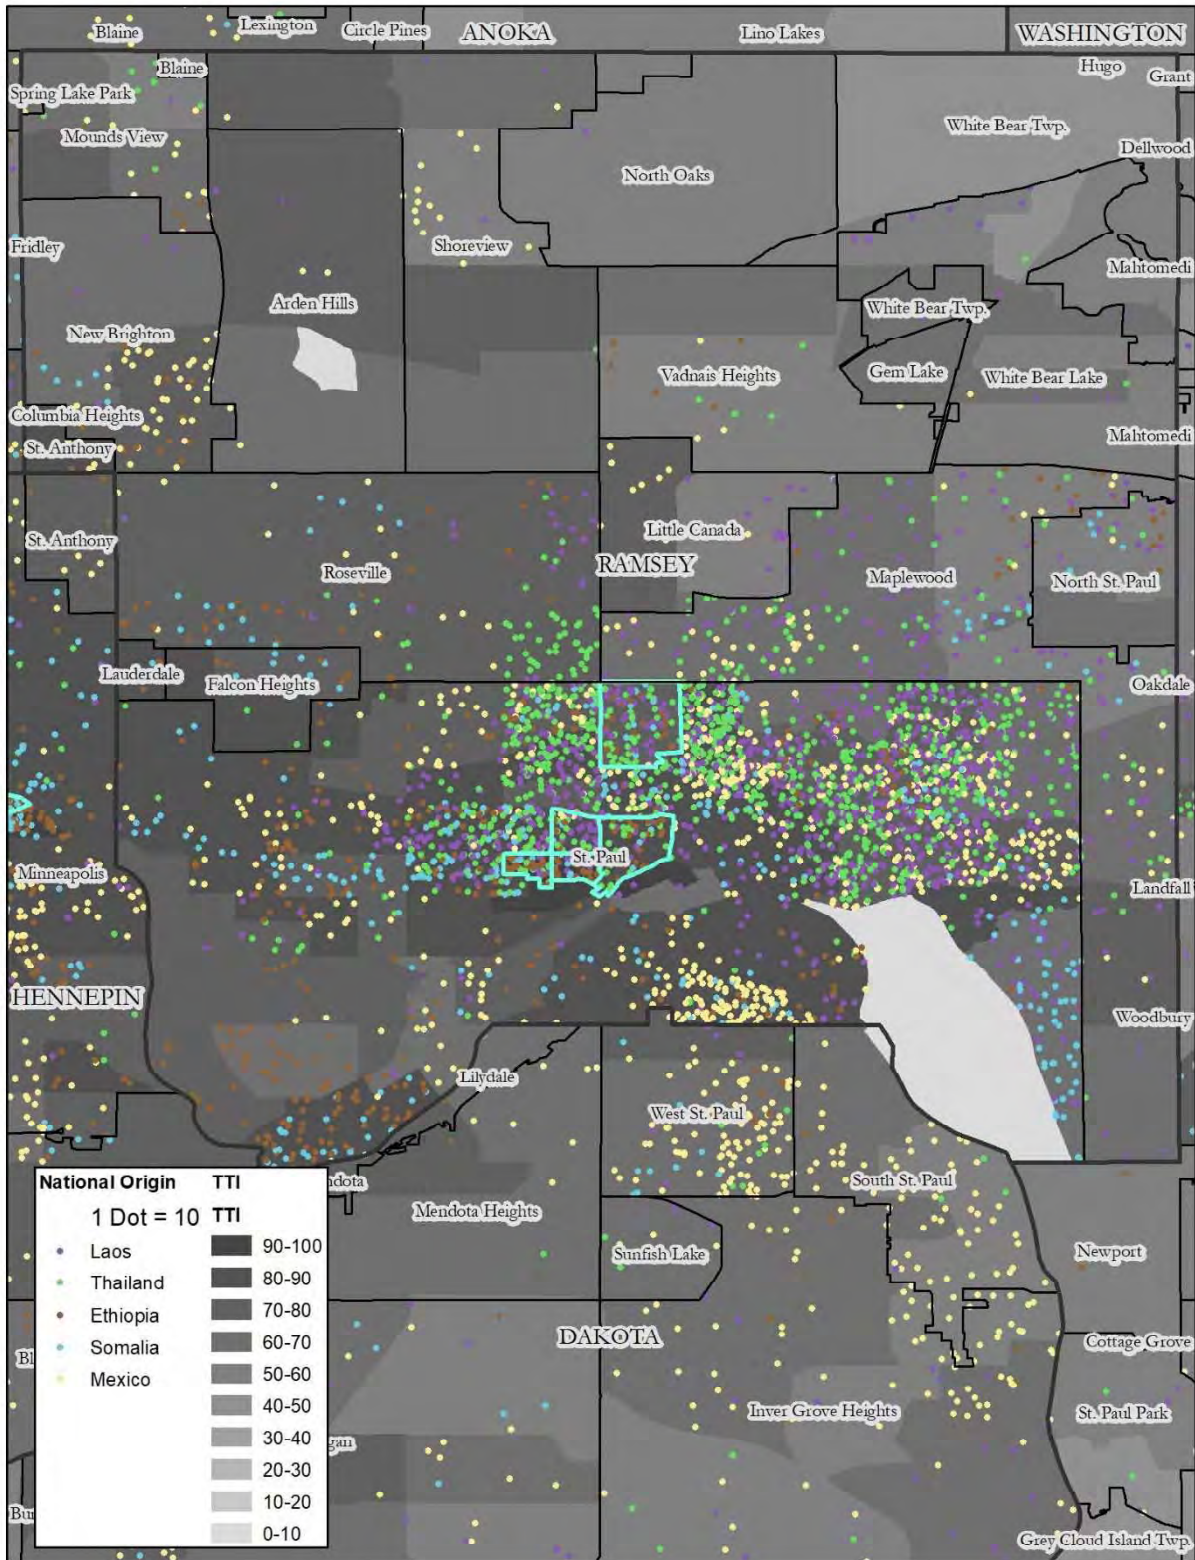 Blaine
Lexington
Circle Pines
ANOKA
Lino Lakes
WASHINGTON
Blaine
Hugo
Grant
Spring Lake Park
Mounds View
White Bear Twp.
Dellwood
North Oaks
Fridley
Shoreview
Mahtomedi
Arden Hills
White Bear Twp.
New Brighton
Vadnais Heights
Gem Lake
White Bear Lake
Columbia Heights
St. Anthony
Mahtomedi
Little Canada
St. Anthony
RAMSEY
Roseville
Maplewood
North St. Paul
Lauderdale
Falcon Heights
Oakdale
St. Paul
Minneapolis
Landfall
HENNEPIN
Woodbury
Lilydale
West St. Paul
South St. Paul
ndota
Mendota Heights
Sunfish Lake
Newport
DAKOTA
Cottage Grove
Bl
Inver Grove Heights
St. Paul Park
gan
Bur
Grey Cloud Island Twp.
National Origin
1 Dot = 10
Laos
Thailand
Ethiopia
Somalia
Mexico
TTI
TTI
90-100
80-90
70-80
60-70
50-60
40-50
30-40
20-30
10-20
0-10